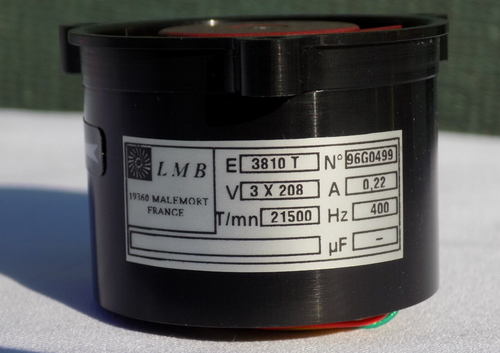 LMB
19360 MALEMORT
FRANCE
E 3810 T N° 96G0499
V 3 X 208 A 0,22
T/mn 21500 Hz 400
µF –